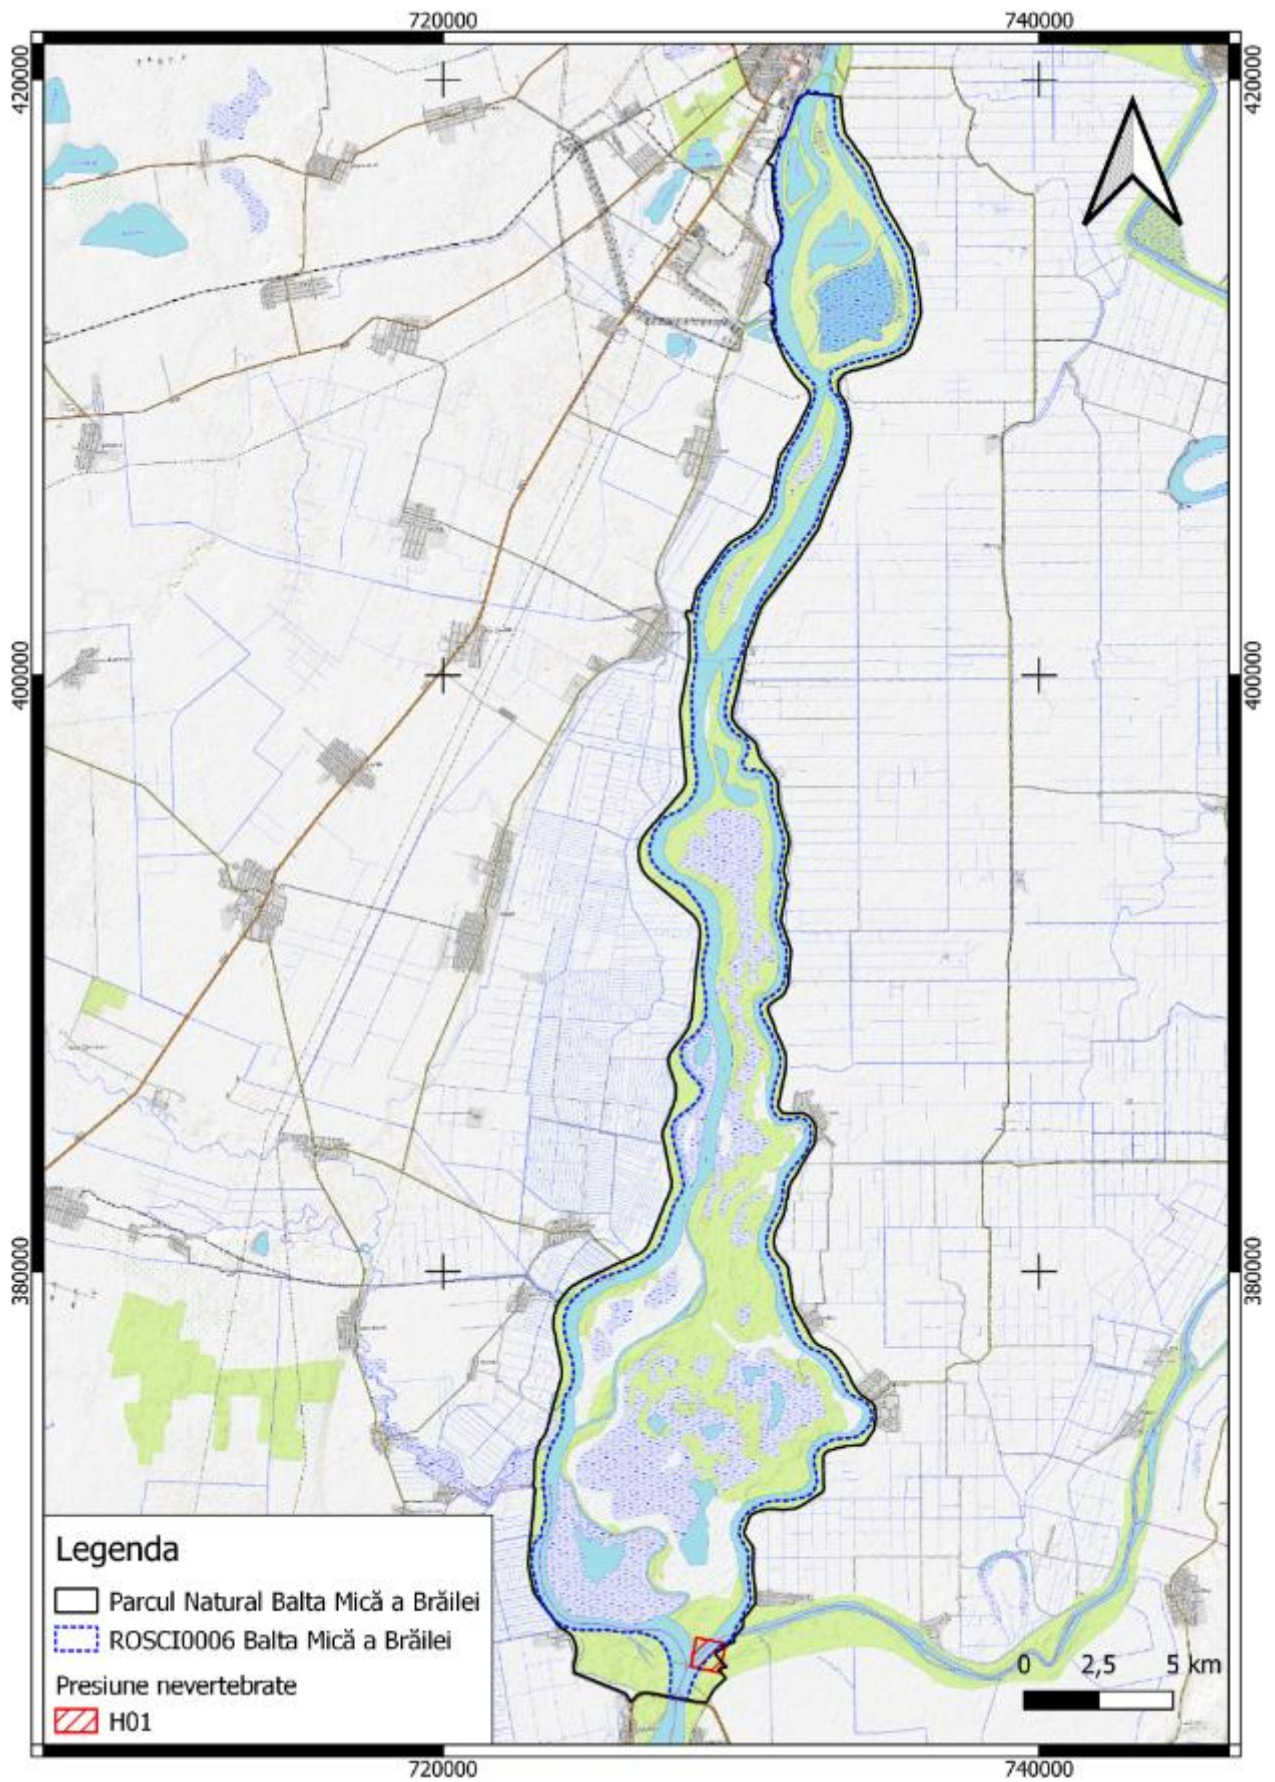 720000 740000
420000 420000
400000 400000
380000 380000
Legenda
Parcul Natural Balta Mică a Brăilei
ROSCI0006 Balta Mică a Brăilei
Presiune nevertebrate
H01
0 2,5 5 km
720000 740000